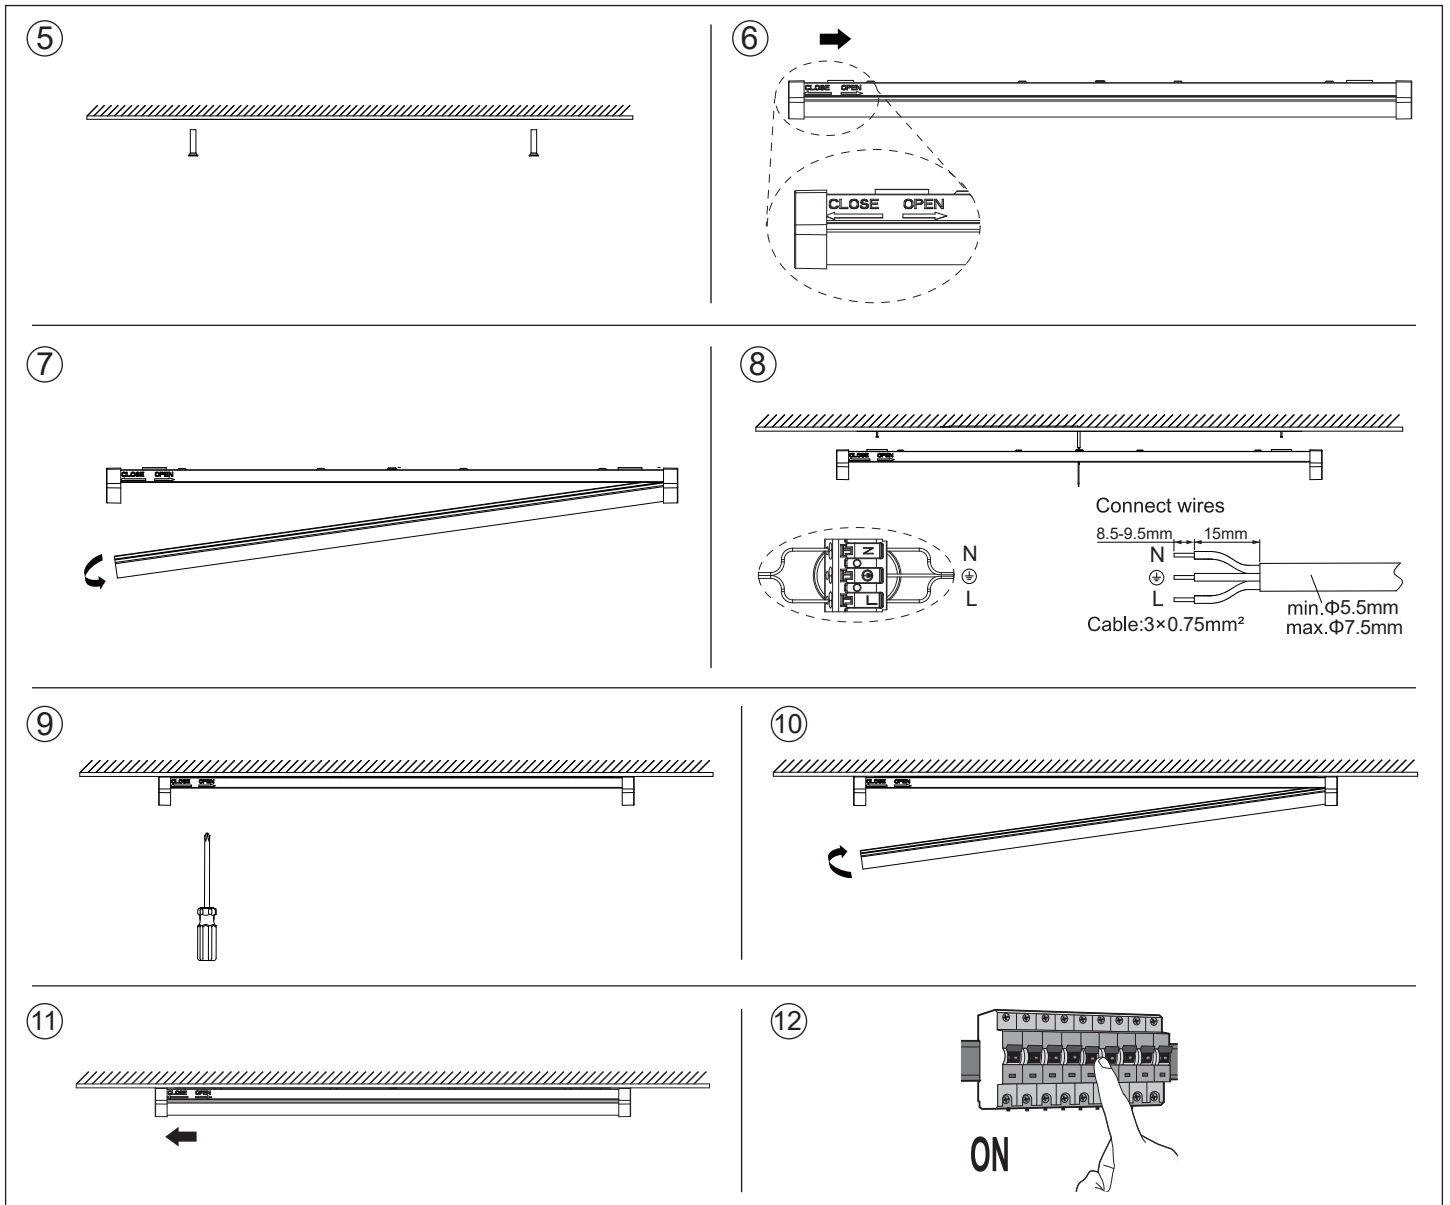 5
6
CLOSE OPEN
CLOSE OPEN
7
CLOSE OPEN
8
CLOSE OPEN
Connect wires
8.5-9.5mm 15mm
N
L
N
L
N
L
Cable:3×0.75mm²
min.Φ5.5mm
max.Φ7.5mm
9
CLOSE OPEN
10
CLOSE OPEN
11
CLOSE OPEN
12
ON